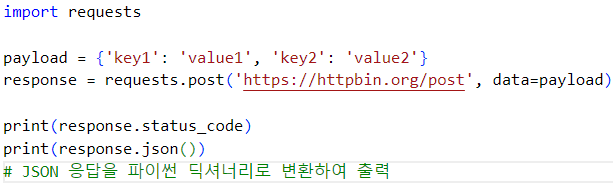 import requests
payload = {'key1': 'value1', 'key2': 'value2'}
response = requests.post('https://httpbin.org/post', data=payload)
print(response.status_code)
print(response.json())
# JSON 응답을 파이썬 딕셔너리로 변환하여 출력